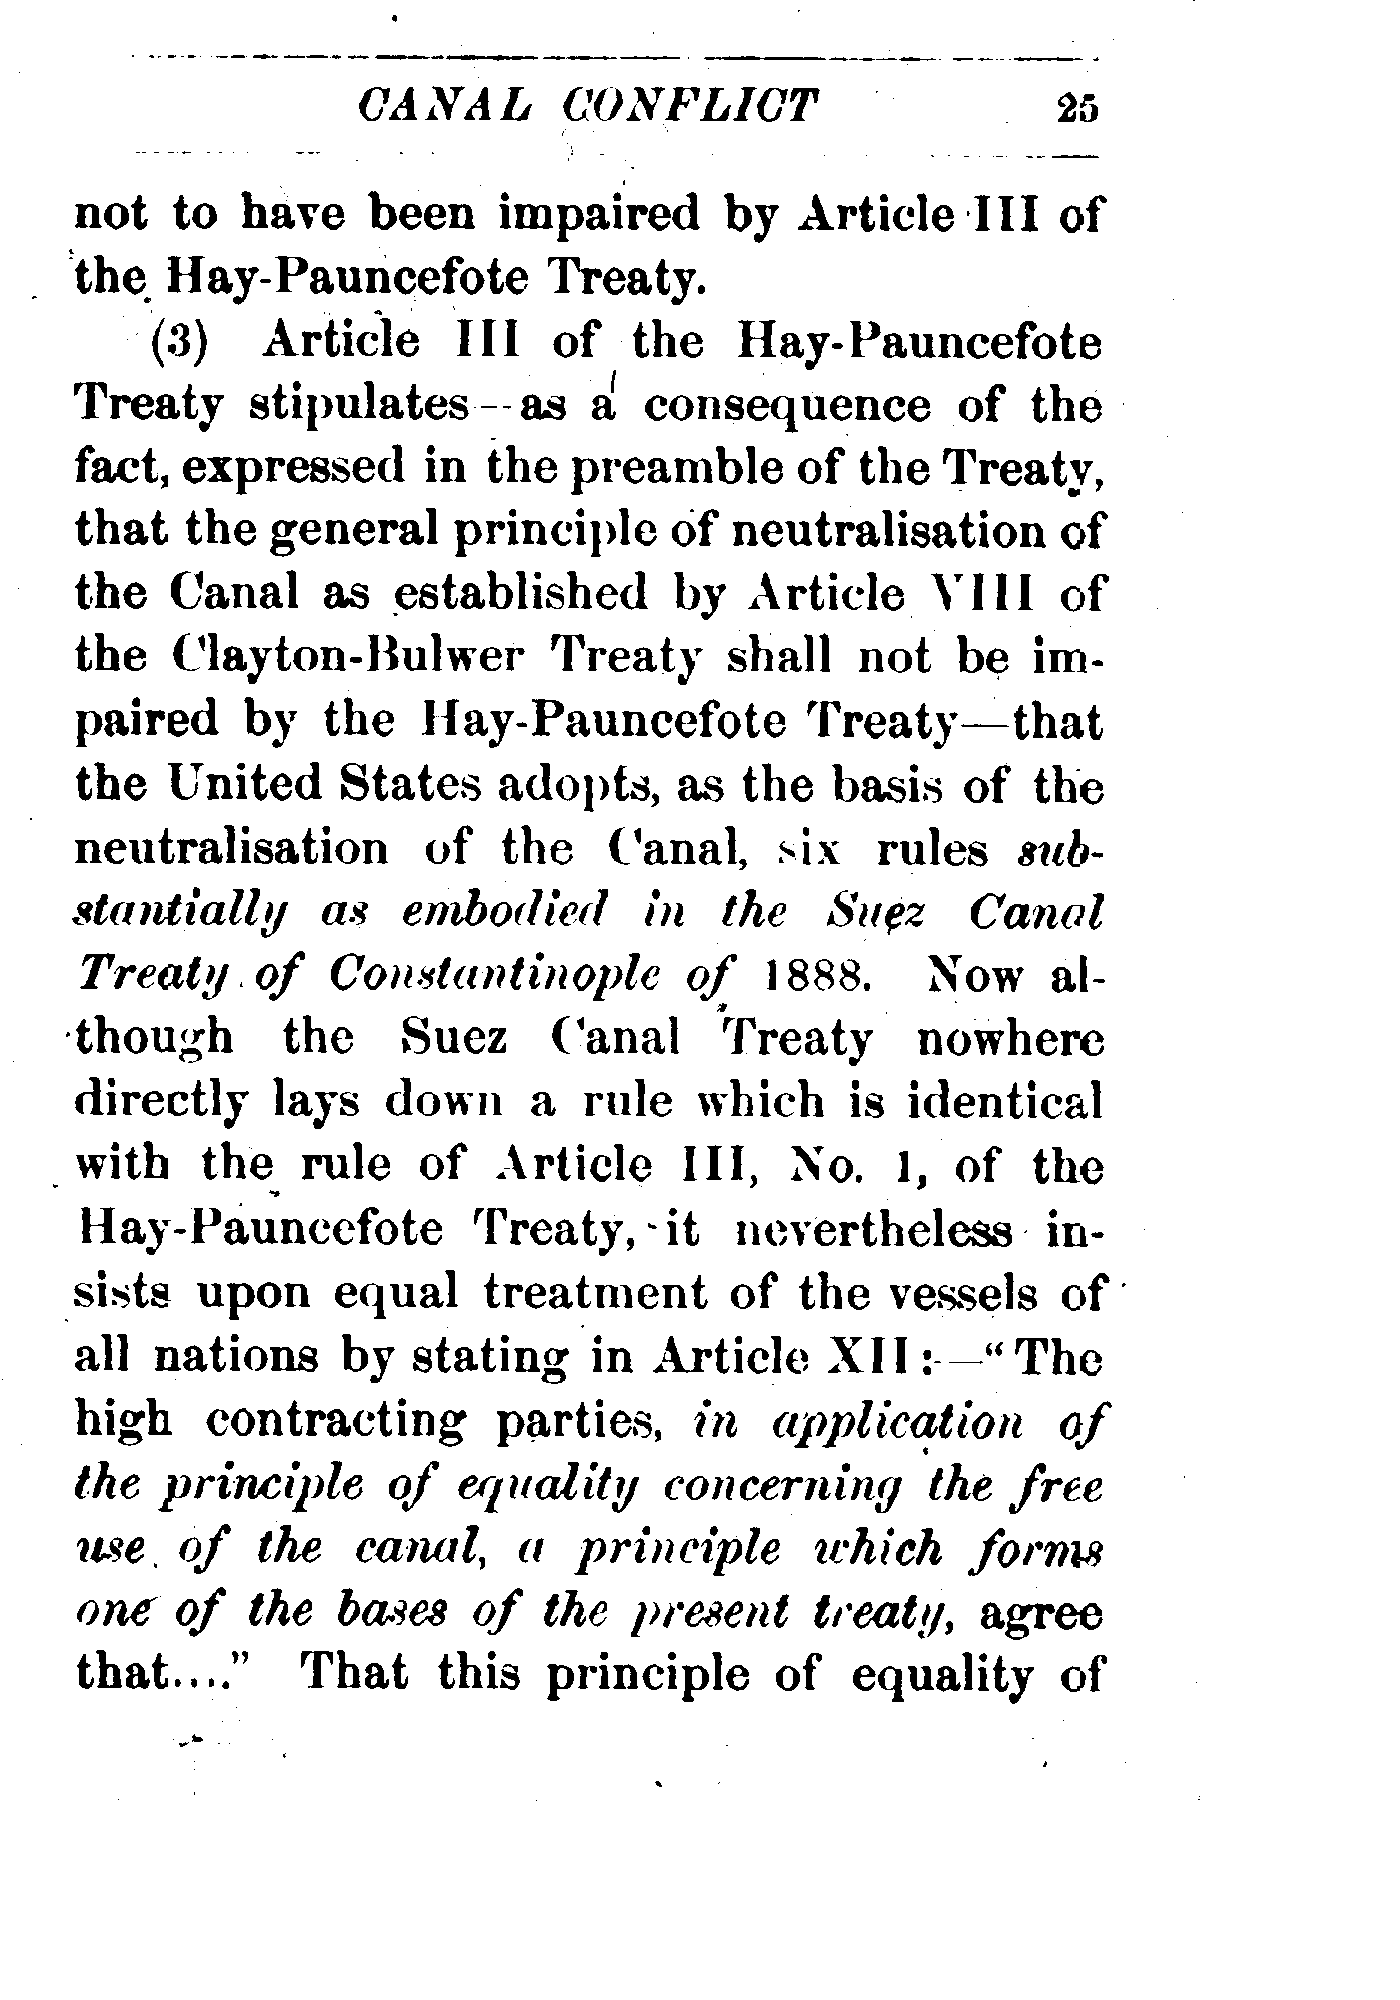 CANAL CONFLICT 25
not to have been impaired by Article III of
the Hay-Pauncefote Treaty.
(3) Article III of the Hay-Pauncefote
Treaty stipulates—as a consequence of the
fact, expressed in the preamble of the Treaty,
that the general principle of neutralisation of
the Canal as established by Article VIII of
the Clayton-Bulwer Treaty shall not be im-
paired by the Hay-Pauncefote Treaty—that
the United States adopts, as the basis of the
neutralisation of the Canal, six rules sub-
stantially as embodied in the Suez Canal
Treaty of Constantinople of 1888. Now al-
though the Suez Canal Treaty nowhere
directly lays down a rule which is identical
with the rule of Article III, No. 1, of the
Hay-Pauncefote Treaty, it nevertheless in-
sists upon equal treatment of the vessels of
all nations by stating in Article XII:—"The
high contracting parties, in application of
the principle of equality concerning the free
use of the canal, a principle which forms
one of the bases of the present treaty, agree
that...." That this principle of equality of